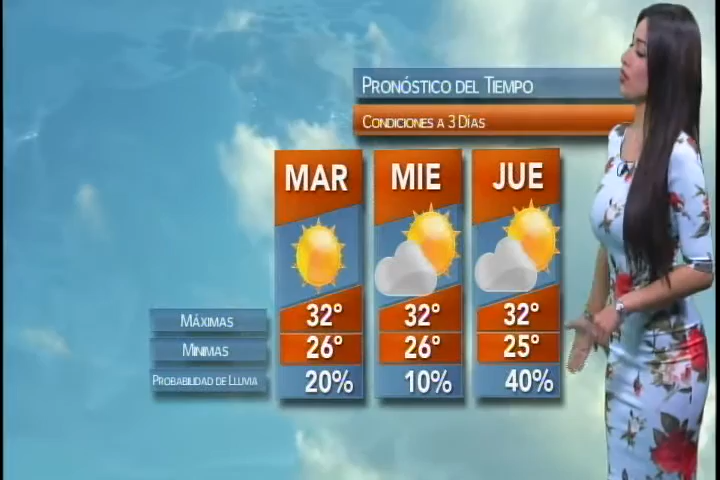 PRONÓSTICO DEL TIEMPO
CONDICIONES A 3 DÍAS
MAR MIE JUE
MÁXIMAS 32° 32° 32°
MINIMAS 26° 26° 25°
PROBABILIDAD DE LLUVIA 20% 10% 40%